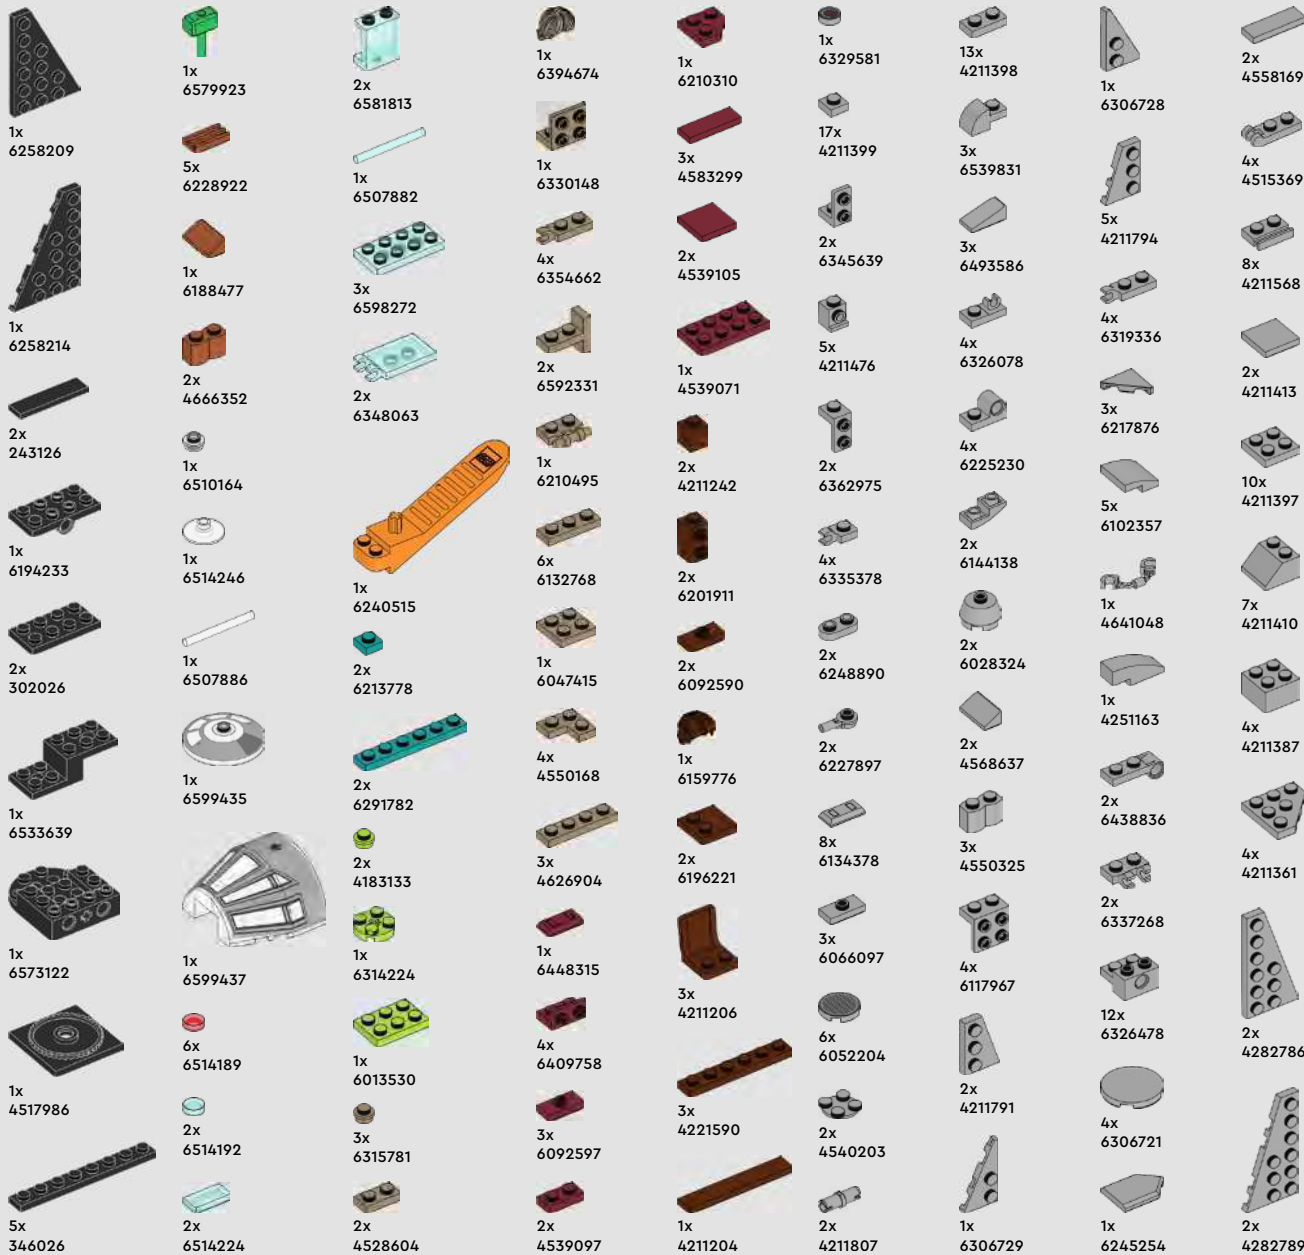 1x
6258209
1x
6258214
2x
243126
1x
6194233
2x
302026
1x
6533639
1x
6573122
1x
4517986
5x
346026
1x
6579923
5x
6228922
1x
6188477
2x
4666352
1x
6510164
1x
6514246
1x
6507886
1x
6599435
1x
6599437
6x
6514189
2x
6514192
2x
6514224
2x
6581813
1x
6507882
3x
6598272
2x
6348063
1x
6240515
2x
6213778
2x
6291782
2x
4183133
1x
6314224
1x
6013530
3x
6315781
2x
4528604
1x
6394674
1x
6330148
4x
6354662
2x
6592331
1x
6210495
6x
6132768
1x
6047415
4x
4550168
3x
4626904
1x
6448315
4x
6409758
3x
6092597
2x
4539097
1x
6210310
3x
4583299
2x
4539105
1x
4539071
2x
4211242
2x
6201911
2x
6092590
1x
6159776
2x
6196221
3x
4211206
3x
4221590
1x
4211204
1x
6329581
17x
4211399
2x
6345639
5x
4211476
2x
6362975
4x
6335378
2x
6248890
2x
6227897
8x
6134378
3x
6066097
6x
6052204
2x
4540203
2x
4211807
13x
4211398
3x
6539831
3x
6493586
4x
6326078
4x
6225230
2x
6144138
2x
6028324
2x
4568637
3x
4550325
4x
6117967
2x
4211791
1x
6306729
1x
6306728
5x
4211794
4x
6319336
3x
6217876
5x
6102357
1x
4641048
1x
4251163
2x
6438836
2x
6337268
12x
6326478
4x
6306721
1x
6245254
2x
4558169
4x
4515369
8x
4211568
2x
4211413
10x
4211397
7x
4211410
4x
4211387
4x
4211361
2x
4282786
2x
4282789